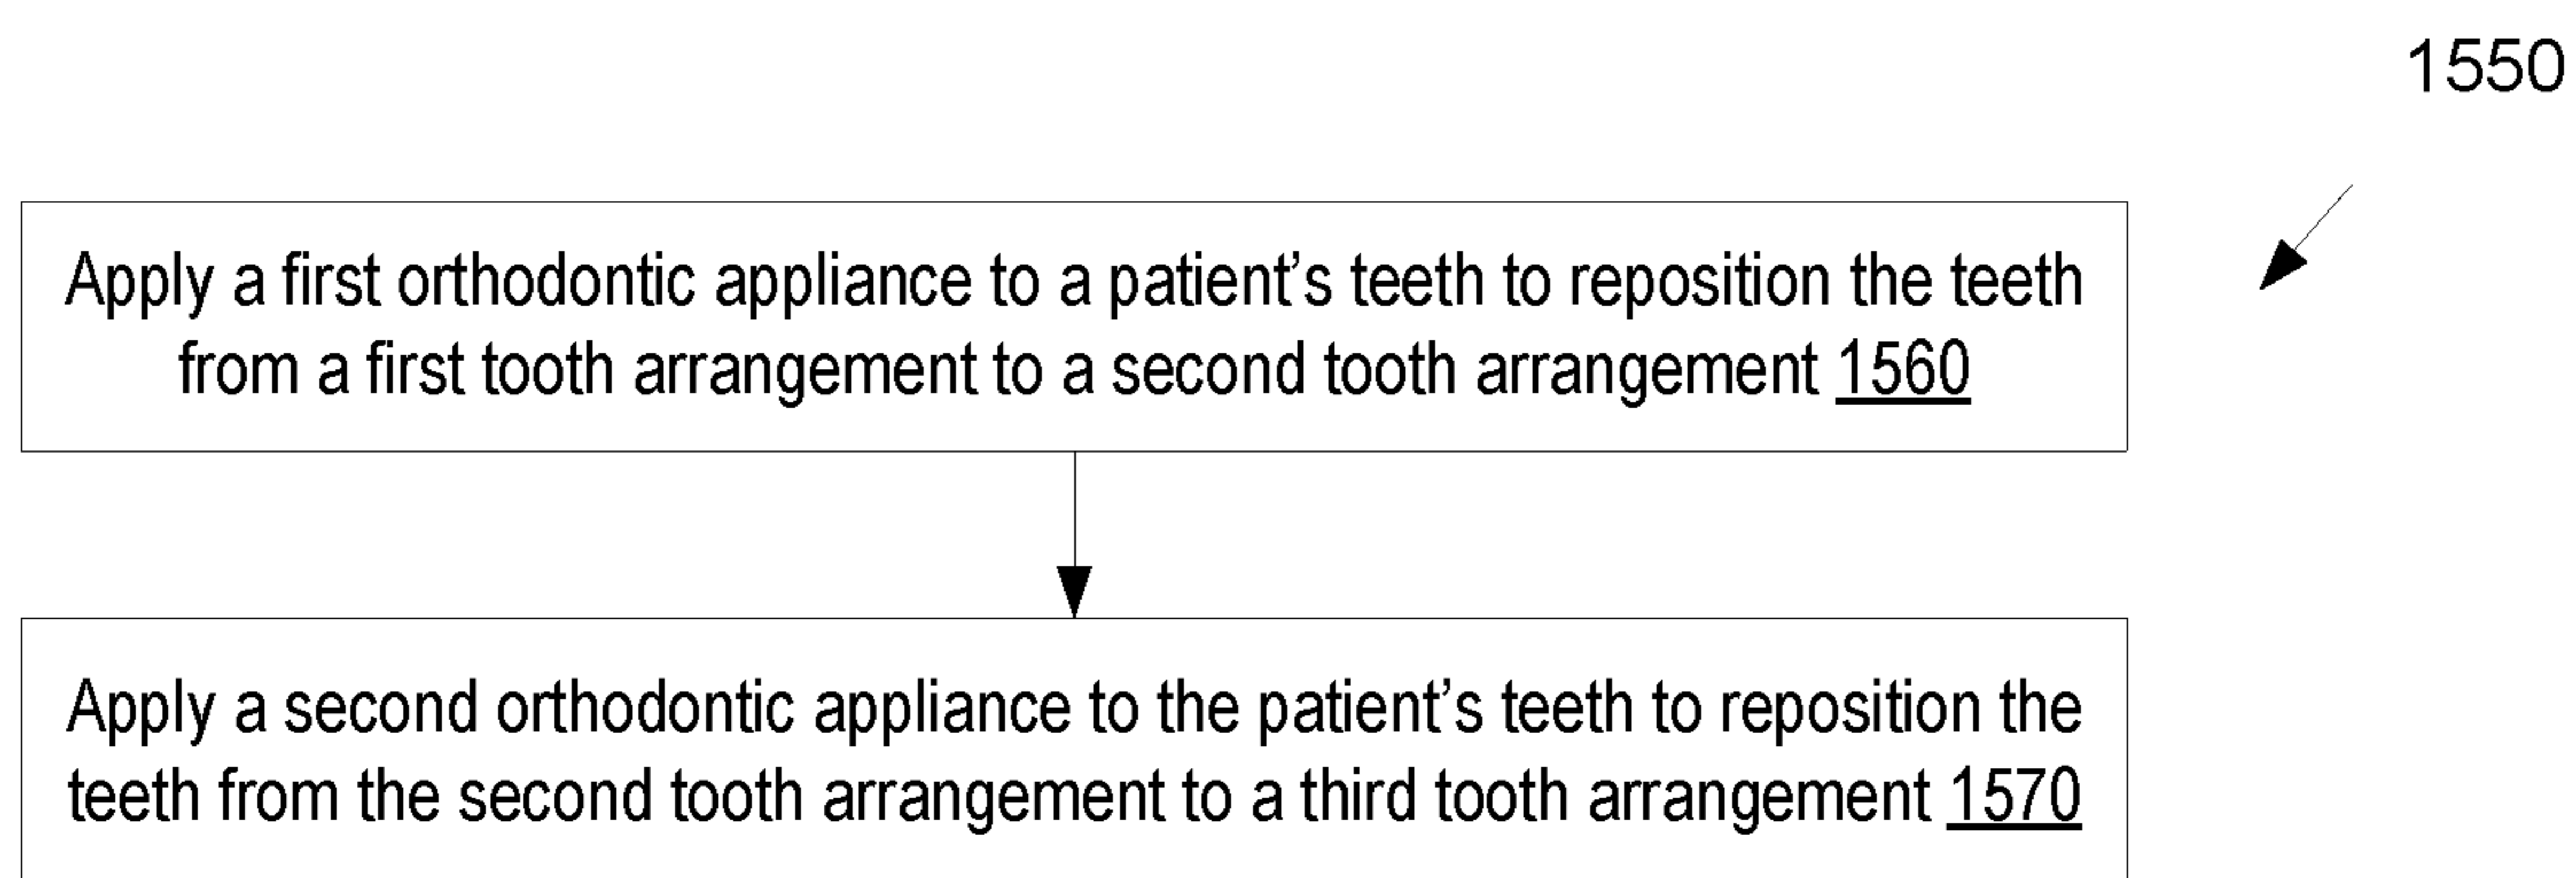 1550
Apply a first orthodontic appliance to a patient’s teeth to reposition the teeth
from a first tooth arrangement to a second tooth arrangement 1560
Apply a second orthodontic appliance to the patient’s teeth to reposition the
teeth from the second tooth arrangement to a third tooth arrangement 1570